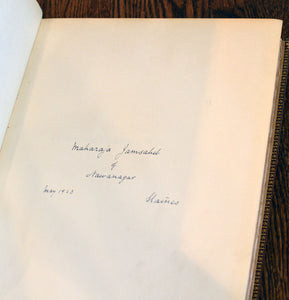 Maharaja Jamsahib
of
Nawanagar
May 1923
Staines